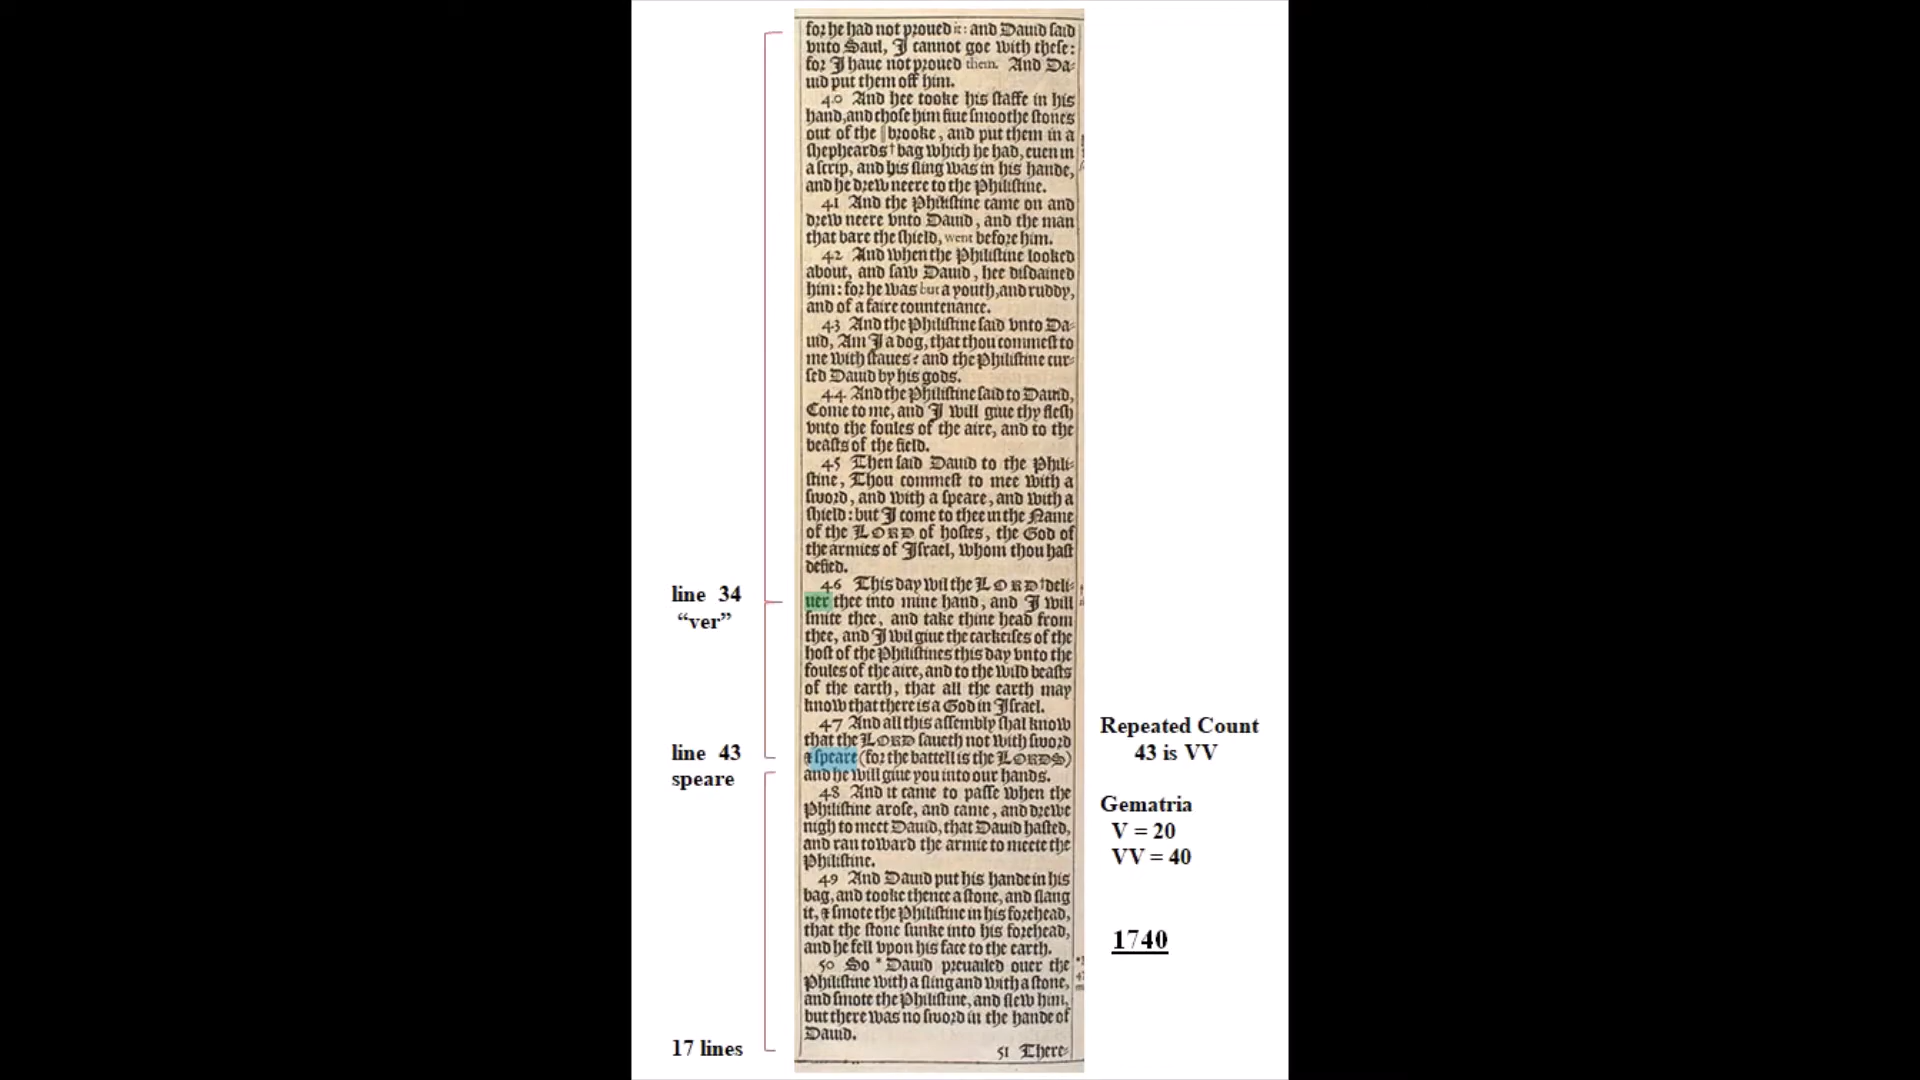 for he had not proued it: and Dauid said
vnto Saul, I cannot goe with these:
for I haue not proued them. And Da-
uid put them off him.
40 And hee tooke his staffe in his
hand, and chose him fiue smoothe stones
out of the ‖ brooke, and put them in a
shepheards † bag which he had, euen in
a scrip, and his sling was in his hande,
and he drew neere to the Philistine.
41 And the Philistine came on and
drew neere vnto Dauid, and the man
that bare the shield, went before him.
42 And when the Philistine looked
about, and saw Dauid, hee disdained
him: for he was but a youth, and ruddy,
and of a faire countenance.
43 And the Philistine said vnto Da-
uid, Am I a dog, that thou commest to
me with staues? and the Philistine cur-
sed Dauid by his gods.
44 And the Philistine said to Dauid,
Come to me, and I will giue thy flesh
vnto the foules of the aire, and to the
beasts of the field.
45 Then said Dauid to the Phili-
stine, Thou commest to mee with a
sword, and with a speare, and with a
shield: but I come to thee in the Name
of the LORD of hostes, the God of
the armies of Israel, whom thou hast
defied.
46 This day wil the LORD † deli-
uer thee into mine hand, and I will
smite thee, and take thine head from
thee, and I wil giue the carkeises of the
host of the Philistines this day vnto the
foules of the aire, and to the wild beasts
of the earth, that all the earth may
know that there is a God in Israel.
47 And all this assembly shal know
that the LORD saueth not with sword
& speare (for the battell is the LORDS)
and he will giue you into our hands.
48 And it came to passe when the
Philistine arose, and came, and drewe
nigh to meet Dauid, that Dauid hasted,
and ran toward the armie to meete the
Philistine.
49 And Dauid put his hande in his
bag, and tooke thence a stone, and slang
it, & smote the Philistine in his forehead,
that the stone sunke into his forehead,
and he fell vpon his face to the earth.
50 So * Dauid preuailed ouer the
Philistine with a sling and with a stone,
and smote the Philistine, and slew him,
but there was no sword in the hande of
Dauid.
51 There-
line 34
“ver”
line 43
speare
17 lines
Repeated Count
43 is VV
Gematria
V = 20
VV = 40
1740